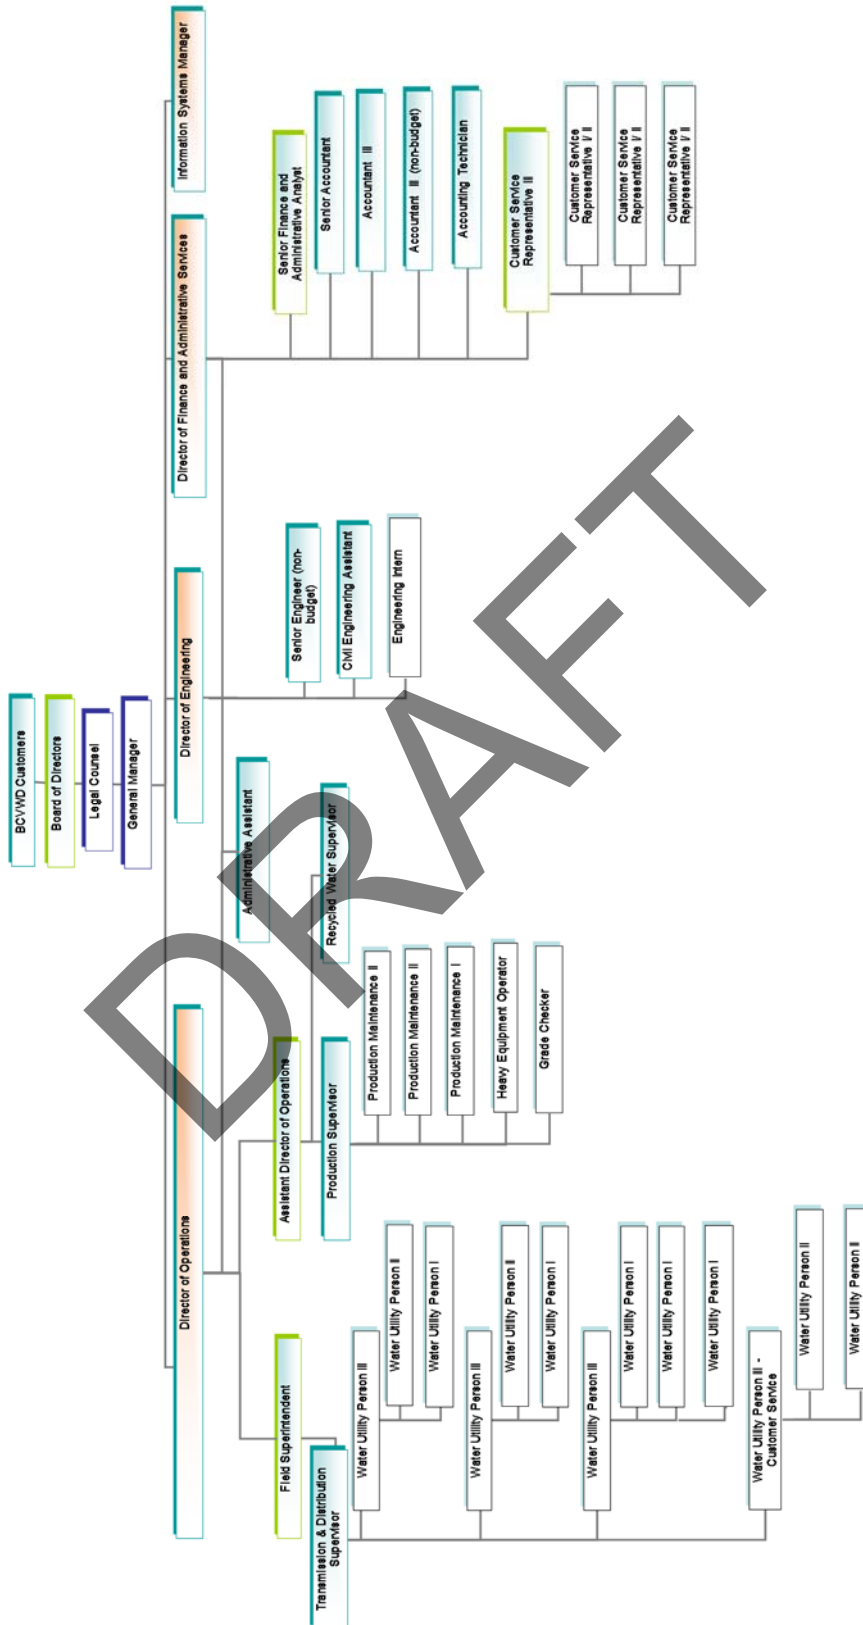 BCVWD Customers
Board of Directors
Legal Counsel
General Manager
Director of Operations
Director of Engineering
Director of Finance and Administrative Services
Information Systems Manager
Administrative Assistant
Field Superintendent
Assistant Director of Operations
Transmission & Distribution
Supervisor
Production Supervisor
Recycled Water Supervisor
Water Utility Person III
Water Utility Person II
Water Utility Person I
Water Utility Person III
Water Utility Person II
Water Utility Person I
Water Utility Person III
Water Utility Person I
Water Utility Person I
Water Utility Person I
Water Utility Person III -
Customer Service
Water Utility Person II
Water Utility Person II
Production Maintenance II
Production Maintenance II
Production Maintenance I
Heavy Equipment Operator
Grade Checker
Senior Engineer (non-
budget)
Civil Engineering Assistant
Engineering Intern
Senior Finance and
Administrative Analyst
Senior Accountant
Accountant III
Accountant II (non-budget)
Accounting Technician
Customer Service
Representative III
Customer Service
Representative I/ II
Customer Service
Representative I/ II
Customer Service
Representative I/ II
DRAFT